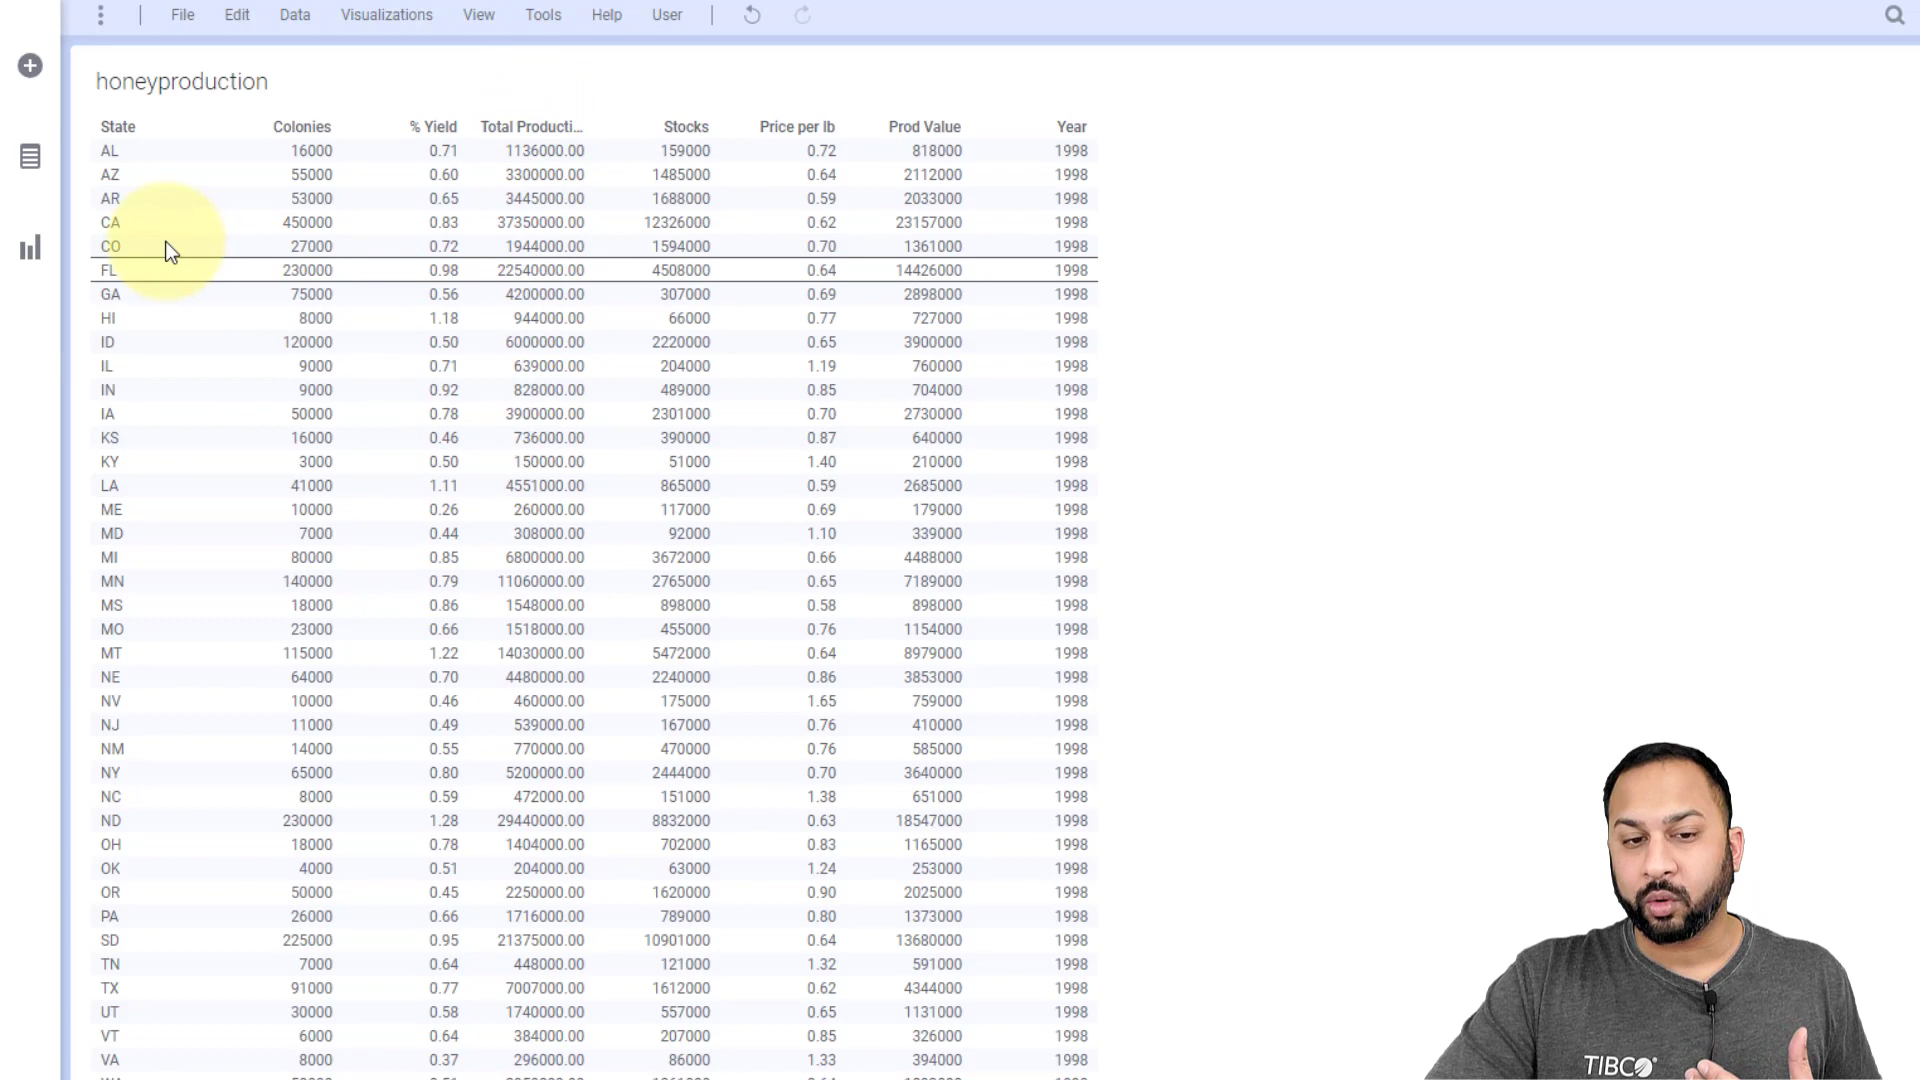 File Edit Data Visualizations View Tools Help User
honeyproduction
State Colonies % Yield Total Producti... Stocks Price per lb Prod Value Year
AL 16000 0.71 1136000.00 159000 0.72 818000 1998
AZ 55000 0.60 3300000.00 1485000 0.64 2112000 1998
AR 53000 0.65 3445000.00 1688000 0.59 2033000 1998
CA 450000 0.83 37350000.00 12326000 0.62 23157000 1998
CO 27000 0.72 1944000.00 1594000 0.70 1361000 1998
FL 230000 0.98 22540000.00 4508000 0.64 14426000 1998
GA 75000 0.56 4200000.00 307000 0.69 2898000 1998
HI 8000 1.18 944000.00 66000 0.77 727000 1998
ID 120000 0.50 6000000.00 2220000 0.65 3900000 1998
IL 9000 0.71 639000.00 204000 1.19 760000 1998
IN 9000 0.92 828000.00 489000 0.85 704000 1998
IA 50000 0.78 3900000.00 2301000 0.70 2730000 1998
KS 16000 0.46 736000.00 390000 0.87 640000 1998
KY 3000 0.50 150000.00 51000 1.40 210000 1998
LA 41000 1.11 4551000.00 865000 0.59 2685000 1998
ME 10000 0.26 260000.00 117000 0.69 179000 1998
MD 7000 0.44 308000.00 92000 1.10 339000 1998
MI 80000 0.85 6800000.00 3672000 0.66 4488000 1998
MN 140000 0.79 11060000.00 2765000 0.65 7189000 1998
MS 18000 0.86 1548000.00 898000 0.58 898000 1998
MO 23000 0.66 1518000.00 455000 0.76 1154000 1998
MT 115000 1.22 14030000.00 5472000 0.64 8979000 1998
NE 64000 0.70 4480000.00 2240000 0.86 3853000 1998
NV 10000 0.46 460000.00 175000 1.65 759000 1998
NJ 11000 0.49 539000.00 167000 0.76 410000 1998
NM 14000 0.55 770000.00 470000 0.76 585000 1998
NY 65000 0.80 5200000.00 2444000 0.70 3640000 1998
NC 8000 0.59 472000.00 151000 1.38 651000 1998
ND 230000 1.28 29440000.00 8832000 0.63 18547000 1998
OH 18000 0.78 1404000.00 702000 0.83 1165000 1998
OK 4000 0.51 204000.00 63000 1.24 253000 1998
OR 50000 0.45 2250000.00 1620000 0.90 2025000 1998
PA 26000 0.66 1716000.00 789000 0.80 1373000 1998
SD 225000 0.95 21375000.00 10901000 0.64 13680000 1998
TN 7000 0.64 448000.00 121000 1.32 591000 1998
TX 91000 0.77 7007000.00 1612000 0.62 4344000 1998
UT 30000 0.58 1740000.00 557000 0.65 1131000 1998
VT 6000 0.64 384000.00 207000 0.85 326000 1998
VA 8000 0.37 296000.00 86000 1.33 394000 1998
TIBCO